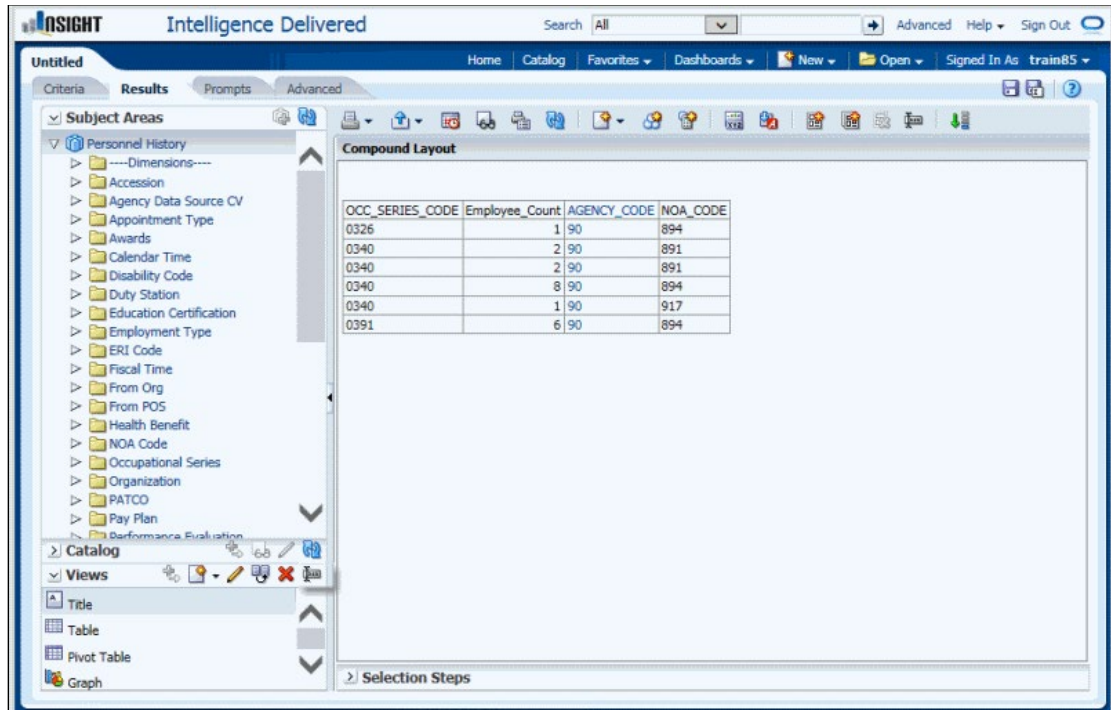 INSIGHT Intelligence Delivered Search All Advanced Help Sign Out
Untitled Home Catalog Favorites Dashboards New Open Signed In As train85
Criteria Results Prompts Advanced
Subject Areas
Personnel History
----Dimensions----
Accession
Agency Data Source CV
Appointment Type
Awards
Calendar Time
Disability Code
Duty Station
Education Certification
Employment Type
ERI Code
Fiscal Time
From Org
From POS
Health Benefit
NOA Code
Occupational Series
Organization
PATCO
Pay Plan
Performance Evaluation
Catalog
Views
Title
Table
Pivot Table
Graph
Compound Layout
OCC_SERIES_CODE Employee_Count AGENCY_CODE NOA_CODE
0326 1 90 894
0340 2 90 891
0340 2 90 891
0340 8 90 894
0340 1 90 917
0391 6 90 894
Selection Steps